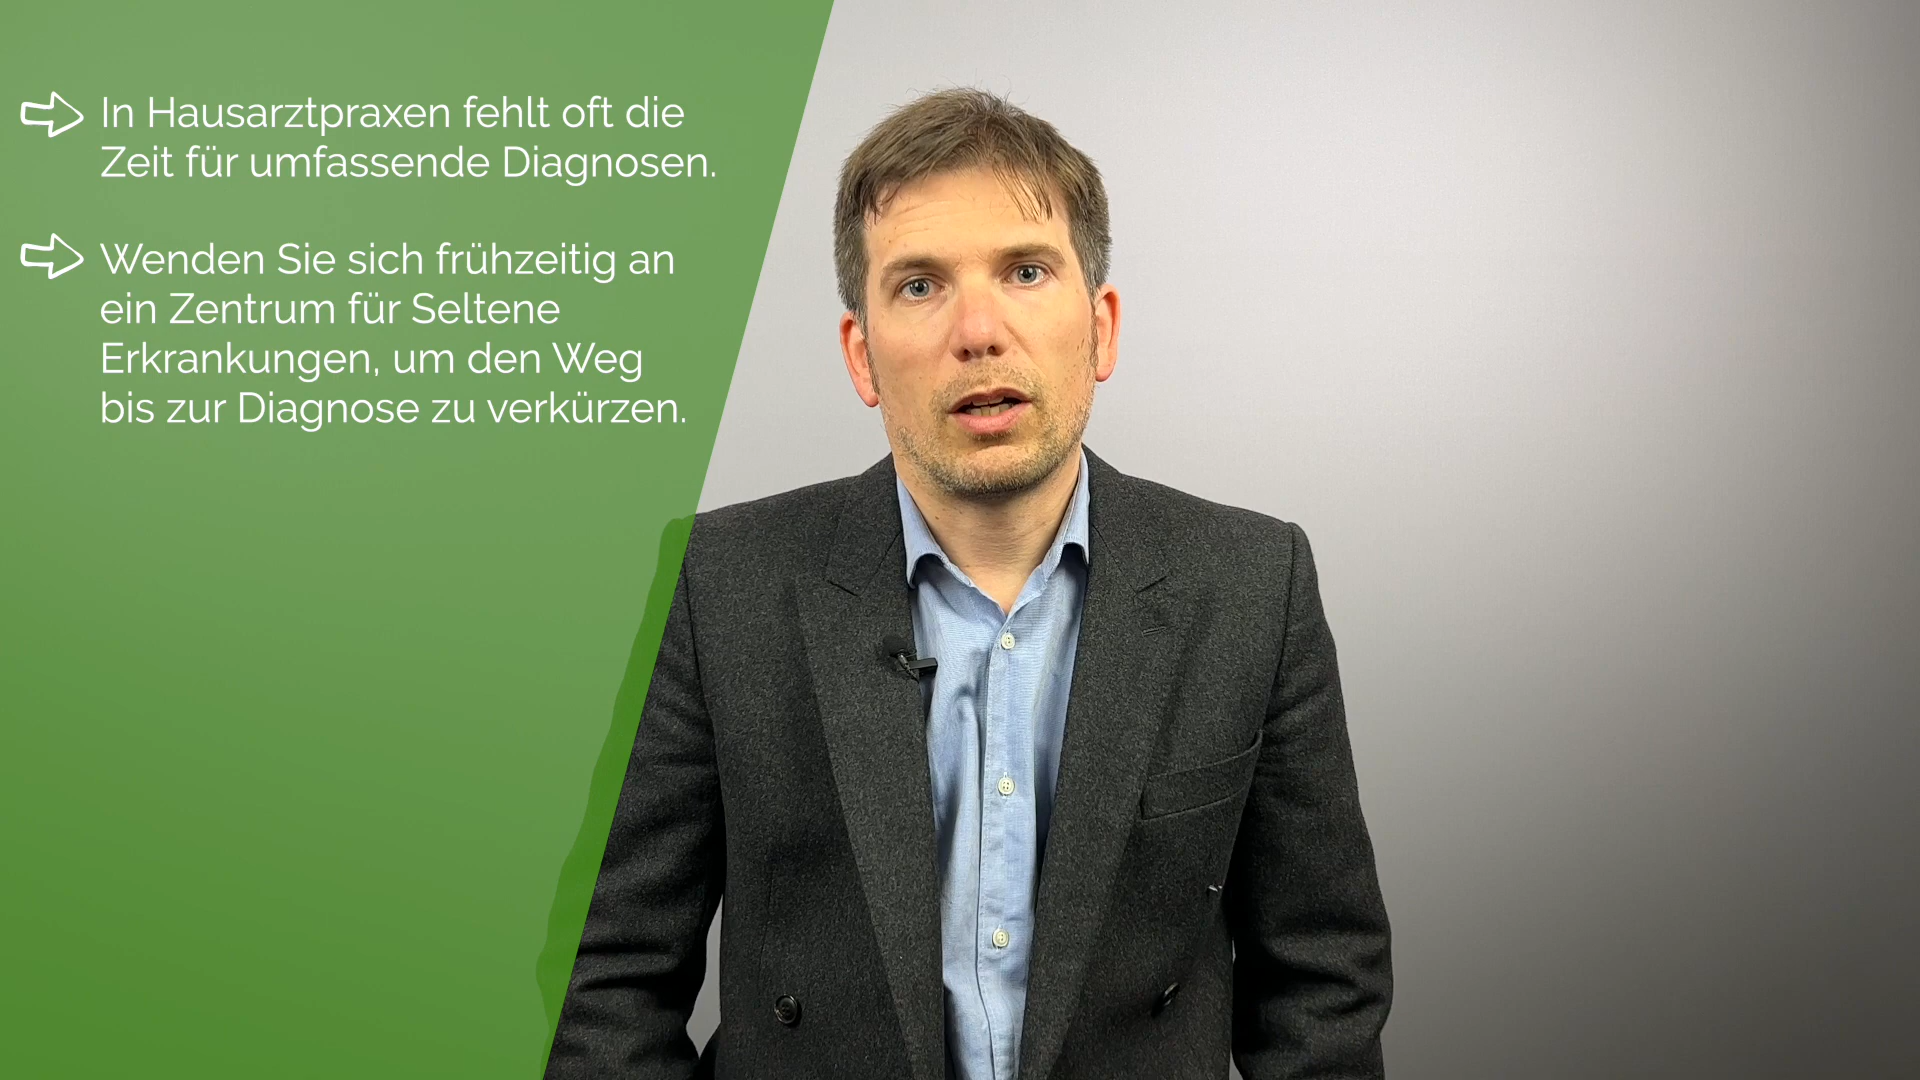 In Hausarztpraxen fehlt oft die
Zeit für umfassende Diagnosen.
Wenden Sie sich frühzeitig an
ein Zentrum für Seltene
Erkrankungen, um den Weg
bis zur Diagnose zu verkürzen.